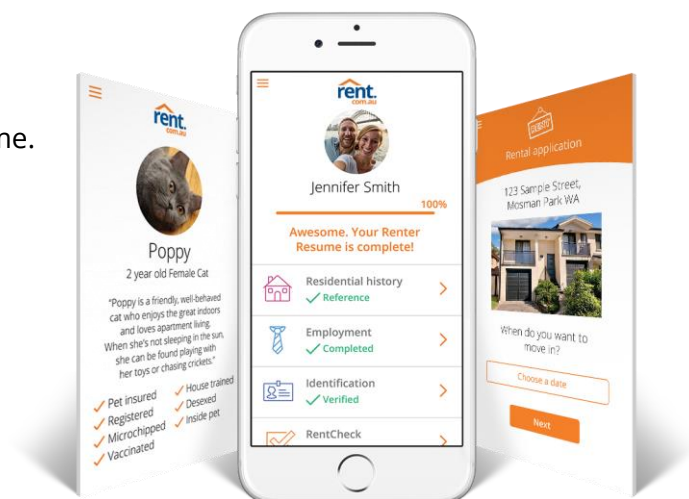 me.
rent.
com.au
Poppy
2 year old Female Cat
"Poppy is a friendly, well-behaved
cat who enjoys the great indoors
and loves apartment living.
When she's not sleeping in the sun,
she can be found playing with
her toys or chasing crickets."
Pet insured
Registered
Microchipped
Vaccinated
House trained
Desexed
Inside pet
rent.
com.au
Jennifer Smith
100%
Awesome. Your Renter
Resume is complete!
Residential history
Reference
Employment
Completed
Identification
Verified
RentCheck
Rental application
123 Sample Street,
Mosman Park WA
When do you want to
move in?
Choose a date
Next